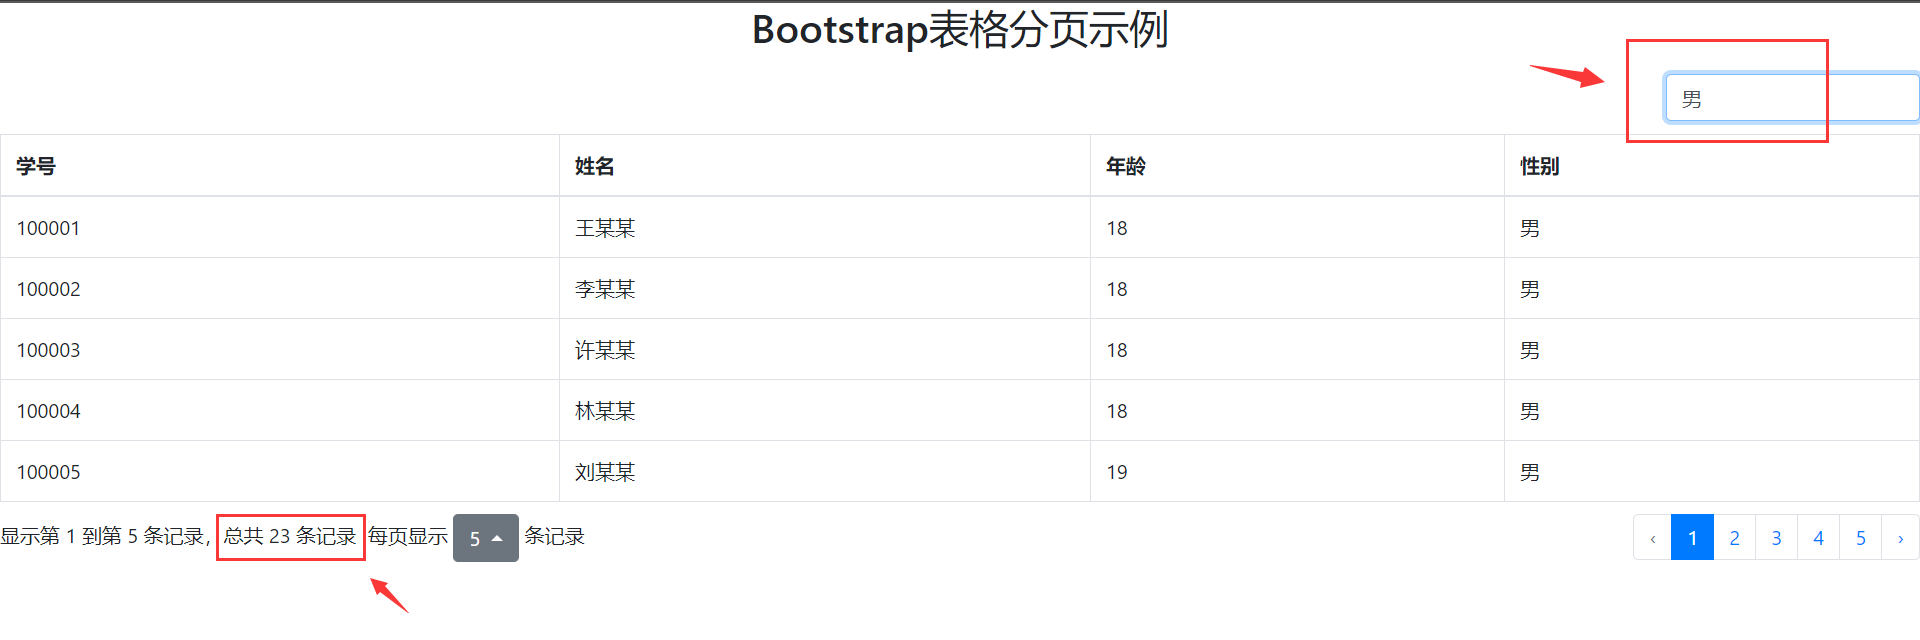 Bootstrap表格分页示例
男
学号 姓名 年龄 性别
100001 王某某 18 男
100002 李某某 18 男
100003 许某某 18 男
100004 林某某 18 男
100005 刘某某 19 男
显示第 1 到第 5 条记录, 总共 23 条记录 每页显示 5 条记录 ‹ 1 2 3 4 5 ›